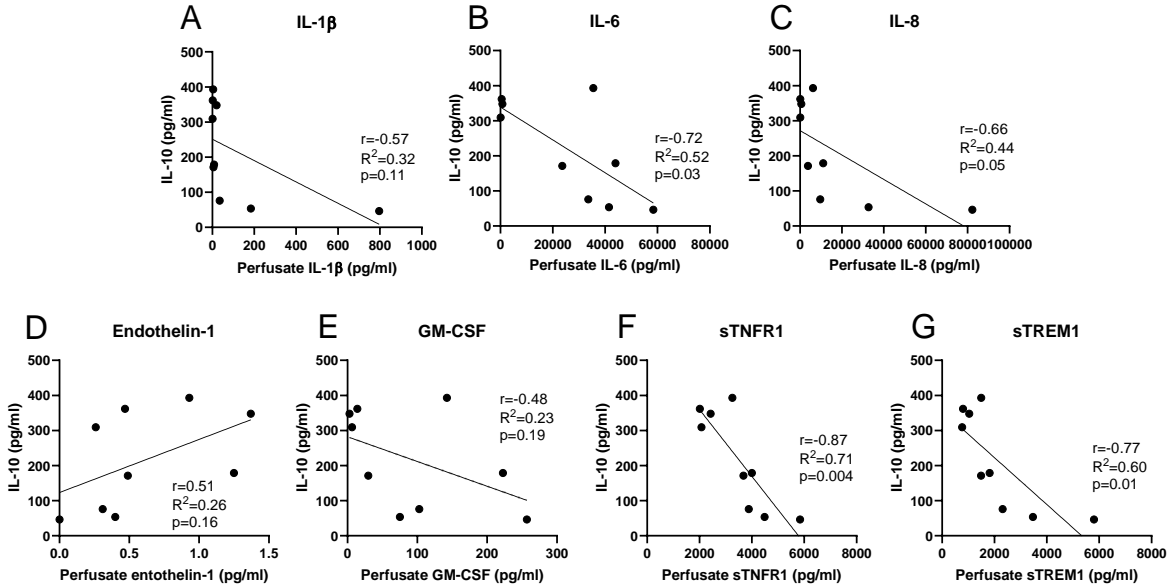 A
IL-1β
IL-10 (pg/ml)
500
400
300
200
100
0
r=-0.57
R²=0.32
p=0.11
0 200 400 600 800 1000
Perfusate IL-1β (pg/ml)
B
IL-6
IL-10 (pg/ml)
500
400
300
200
100
0
r=-0.72
R²=0.52
p=0.03
0 20000 40000 60000 80000
Perfusate IL-6 (pg/ml)
C
IL-8
IL-10 (pg/ml)
500
400
300
200
100
0
r=-0.66
R²=0.44
p=0.05
0 20000 40000 60000 80000 100000
Perfusate IL-8 (pg/ml)
D
Endothelin-1
IL-10 (pg/ml)
500
400
300
200
100
0
r=0.51
R²=0.26
p=0.16
0.0 0.5 1.0 1.5
Perfusate entothelin-1 (pg/ml)
E
GM-CSF
IL-10 (pg/ml)
500
400
300
200
100
0
r=-0.48
R²=0.23
p=0.19
0 100 200 300
Perfusate GM-CSF (pg/ml)
F
sTNFR1
IL-10 (pg/ml)
500
400
300
200
100
0
r=-0.87
R²=0.71
p=0.004
0 2000 4000 6000 8000
Perfusate sTNFR1 (pg/ml)
G
sTREM1
IL-10 (pg/ml)
500
400
300
200
100
0
r=-0.77
R²=0.60
p=0.01
0 2000 4000 6000 8000
Perfusate sTREM1 (pg/ml)